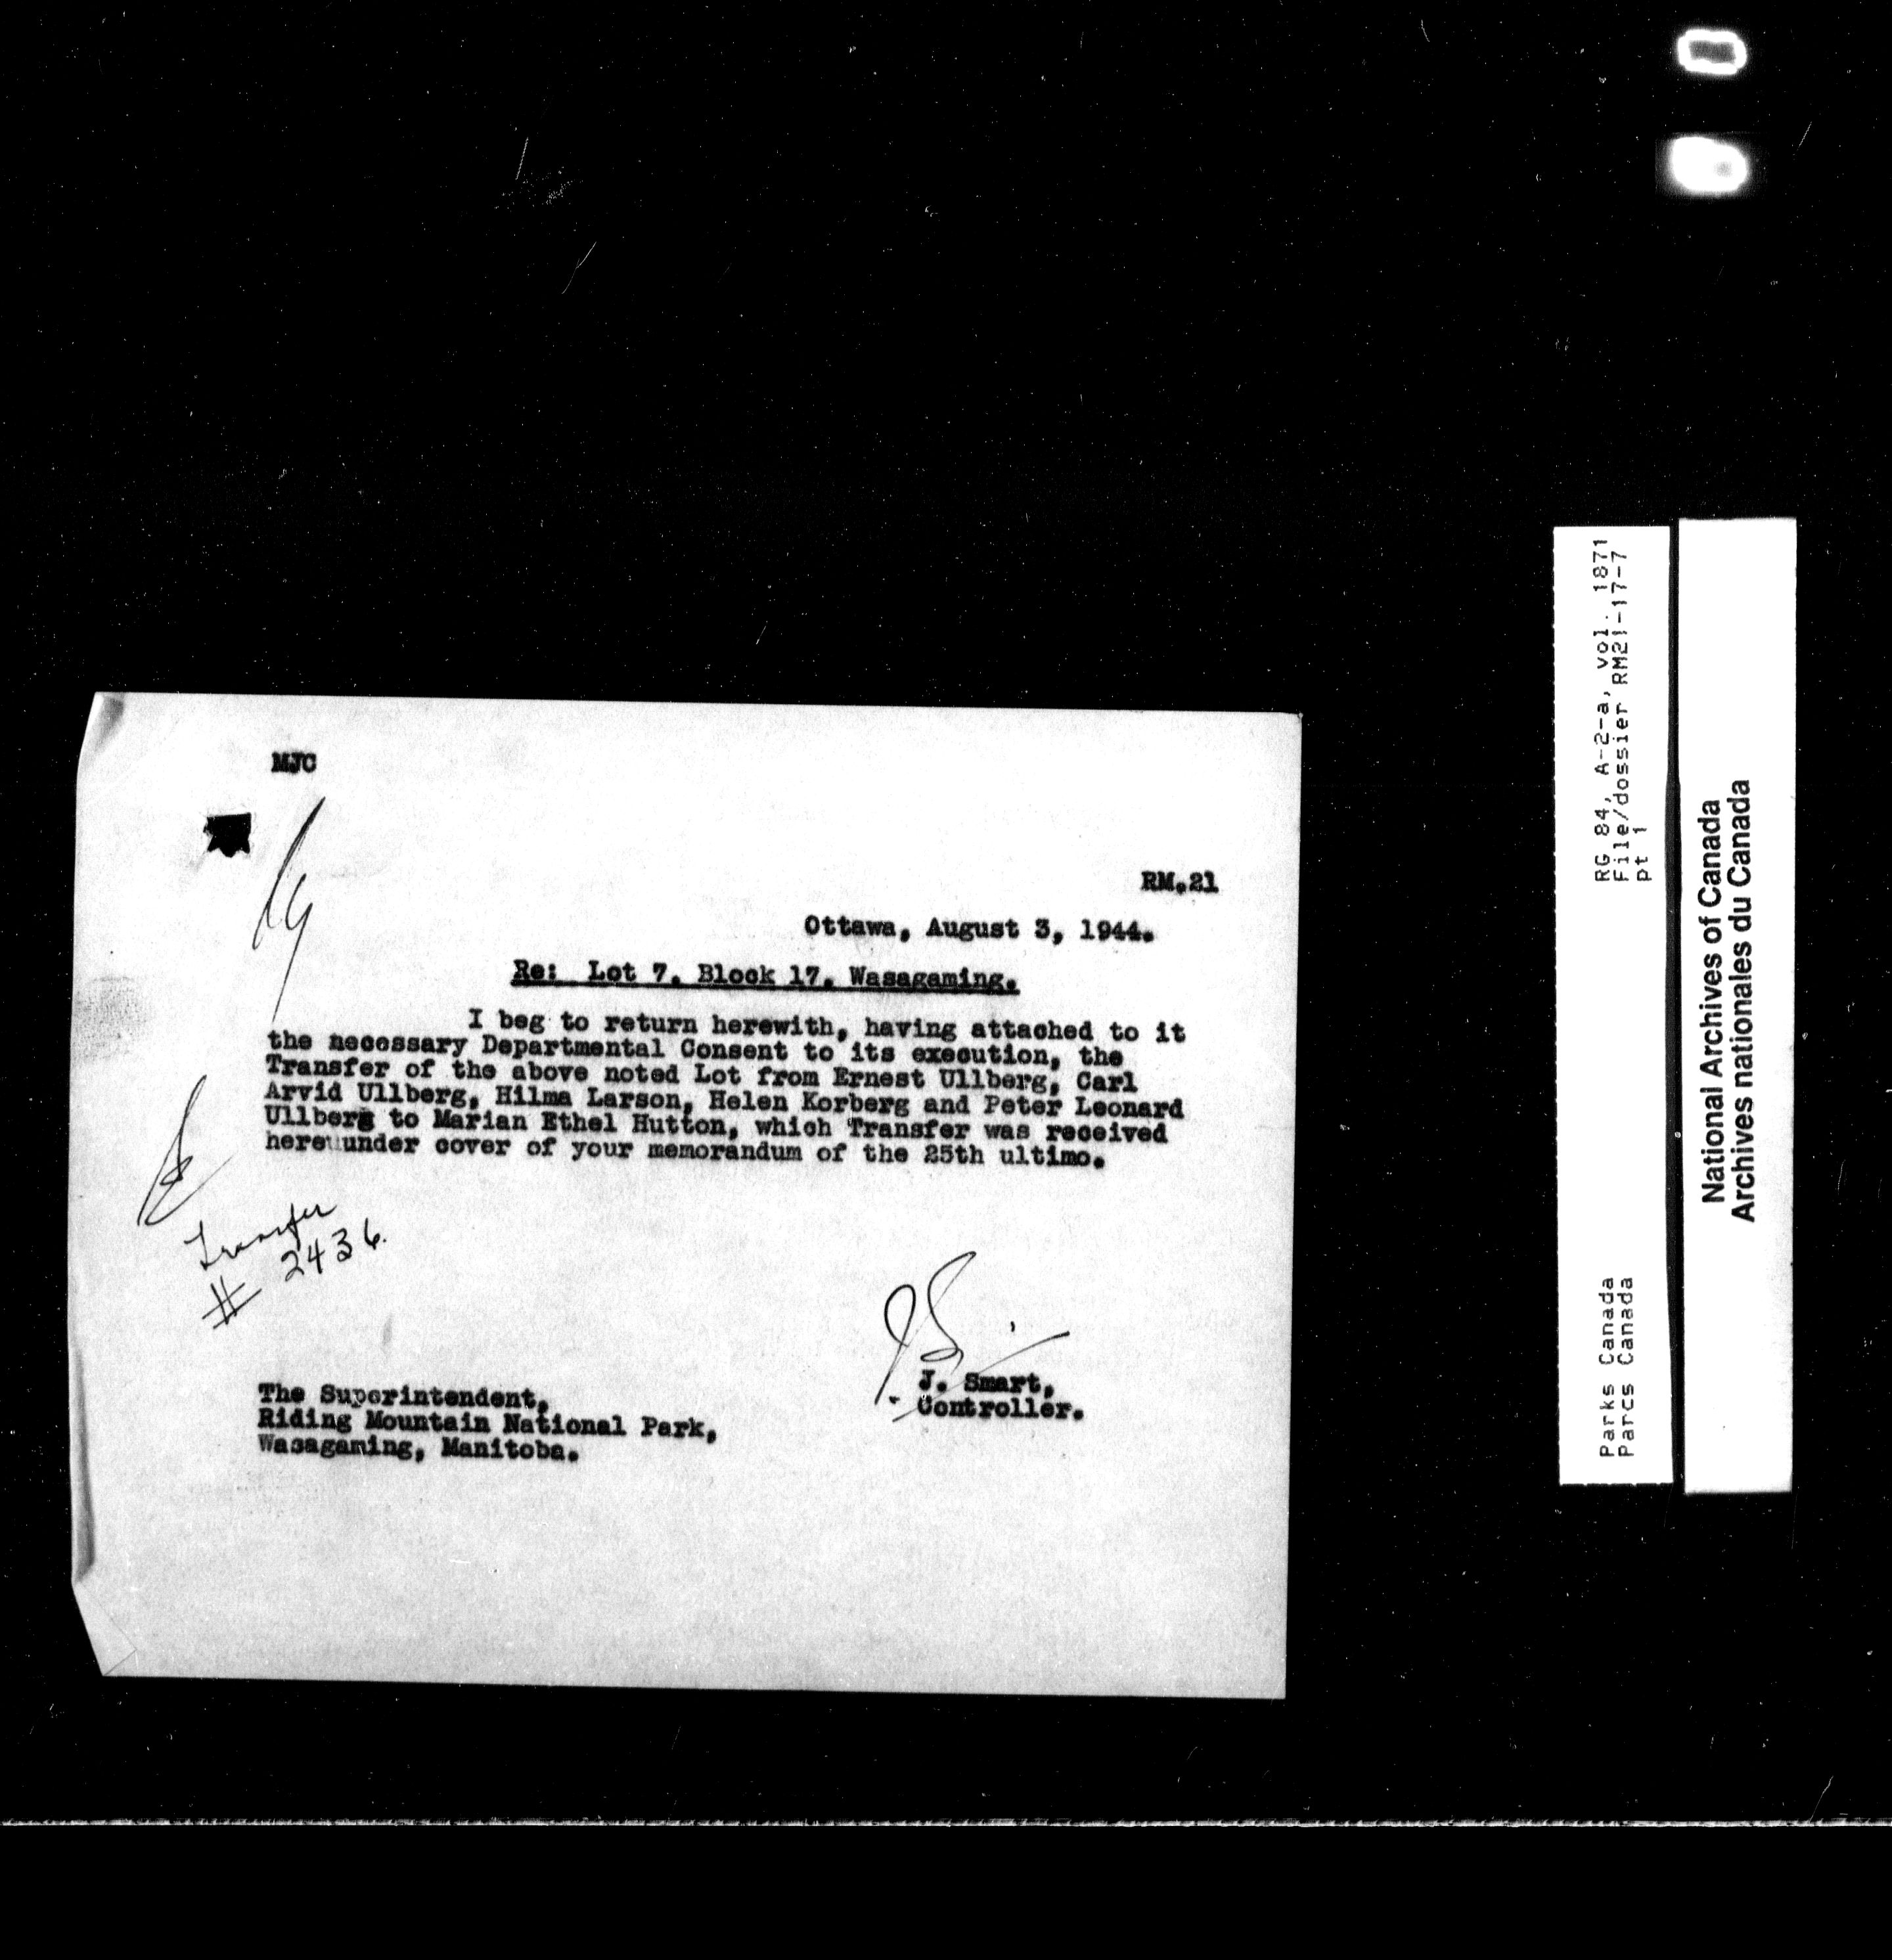 MJC
RM.21
Ottawa, August 3, 1944.
Re: Lot 7, Block 17, Wasagaming.
I beg to return herewith, having attached to it
the necessary Departmental Consent to its execution, the
Transfer of the above noted Lot from Ernest Ullberg, Carl
Arvid Ullberg, Hilma Larson, Helen Korberg and Peter Leonard
Ullberg to Marian Ethel Hutton, which Transfer was received
hereunder cover of your memorandum of the 25th ultimo.
Transfer
# 2436.
J. Smart,
Controller.
The Superintendent,
Riding Mountain National Park,
Wasagaming, Manitoba.
RG 84, A-2-a, vol. 1871
File/dossier RM21-17-7
pt 1
Parks Canada
Parcs Canada
National Archives of Canada
Archives nationales du Canada